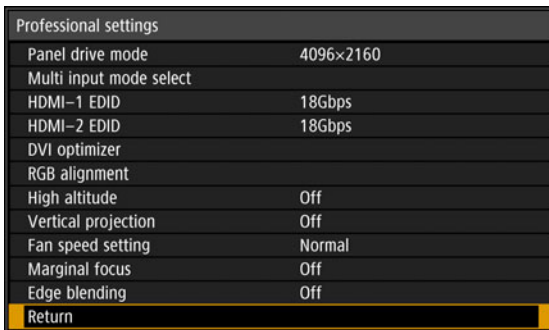 Professional settings
Panel drive mode 4096×2160
Multi input mode select
HDMI-1 EDID 18Gbps
HDMI-2 EDID 18Gbps
DVI optimizer
RGB alignment
High altitude Off
Vertical projection Off
Fan speed setting Normal
Marginal focus Off
Edge blending Off
Return